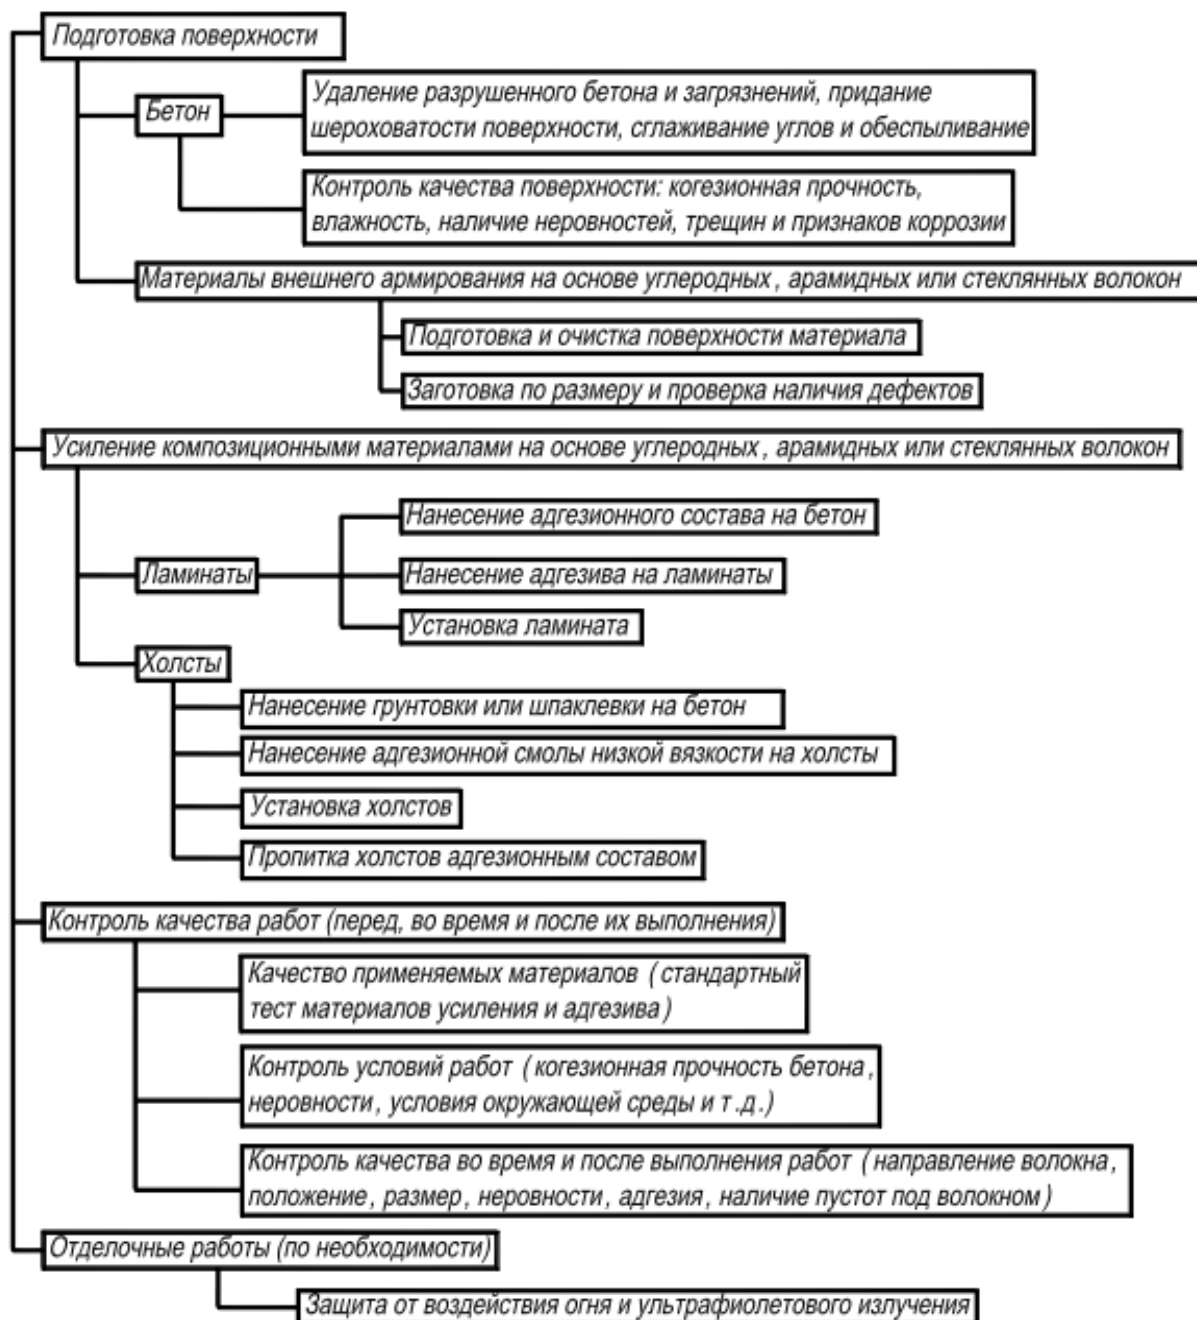 Подготовка поверхности
Бетон
Удаление разрушенного бетона и загрязнений, придание
шероховатости поверхности, сглаживание углов и обеспыливание
Контроль качества поверхности: когезионная прочность,
влажность, наличие неровностей, трещин и признаков коррозии
Материалы внешнего армирования на основе углеродных, арамидных или стеклянных волокон
Подготовка и очистка поверхности материала
Заготовка по размеру и проверка наличия дефектов
Усиление композиционными материалами на основе углеродных, арамидных или стеклянных волокон
Нанесение адгезионного состава на бетон
Ламинаты
Нанесение адгезива на ламинаты
Установка ламината
Холсты
Нанесение грунтовки или шпаклевки на бетон
Нанесение адгезионной смолы низкой вязкости на холсты
Установка холстов
Пропитка холстов адгезионным составом
Контроль качества работ (перед, во время и после их выполнения)
Качество применяемых материалов (стандартный
тест материалов усиления и адгезива)
Контроль условий работ (когезионная прочность бетона,
неровности, условия окружающей среды и т.д.)
Контроль качества во время и после выполнения работ (направление волокна,
положение, размер, неровности, адгезия, наличие пустот под волокном)
Отделочные работы (по необходимости)
Защита от воздействия огня и ультрафиолетового излучения